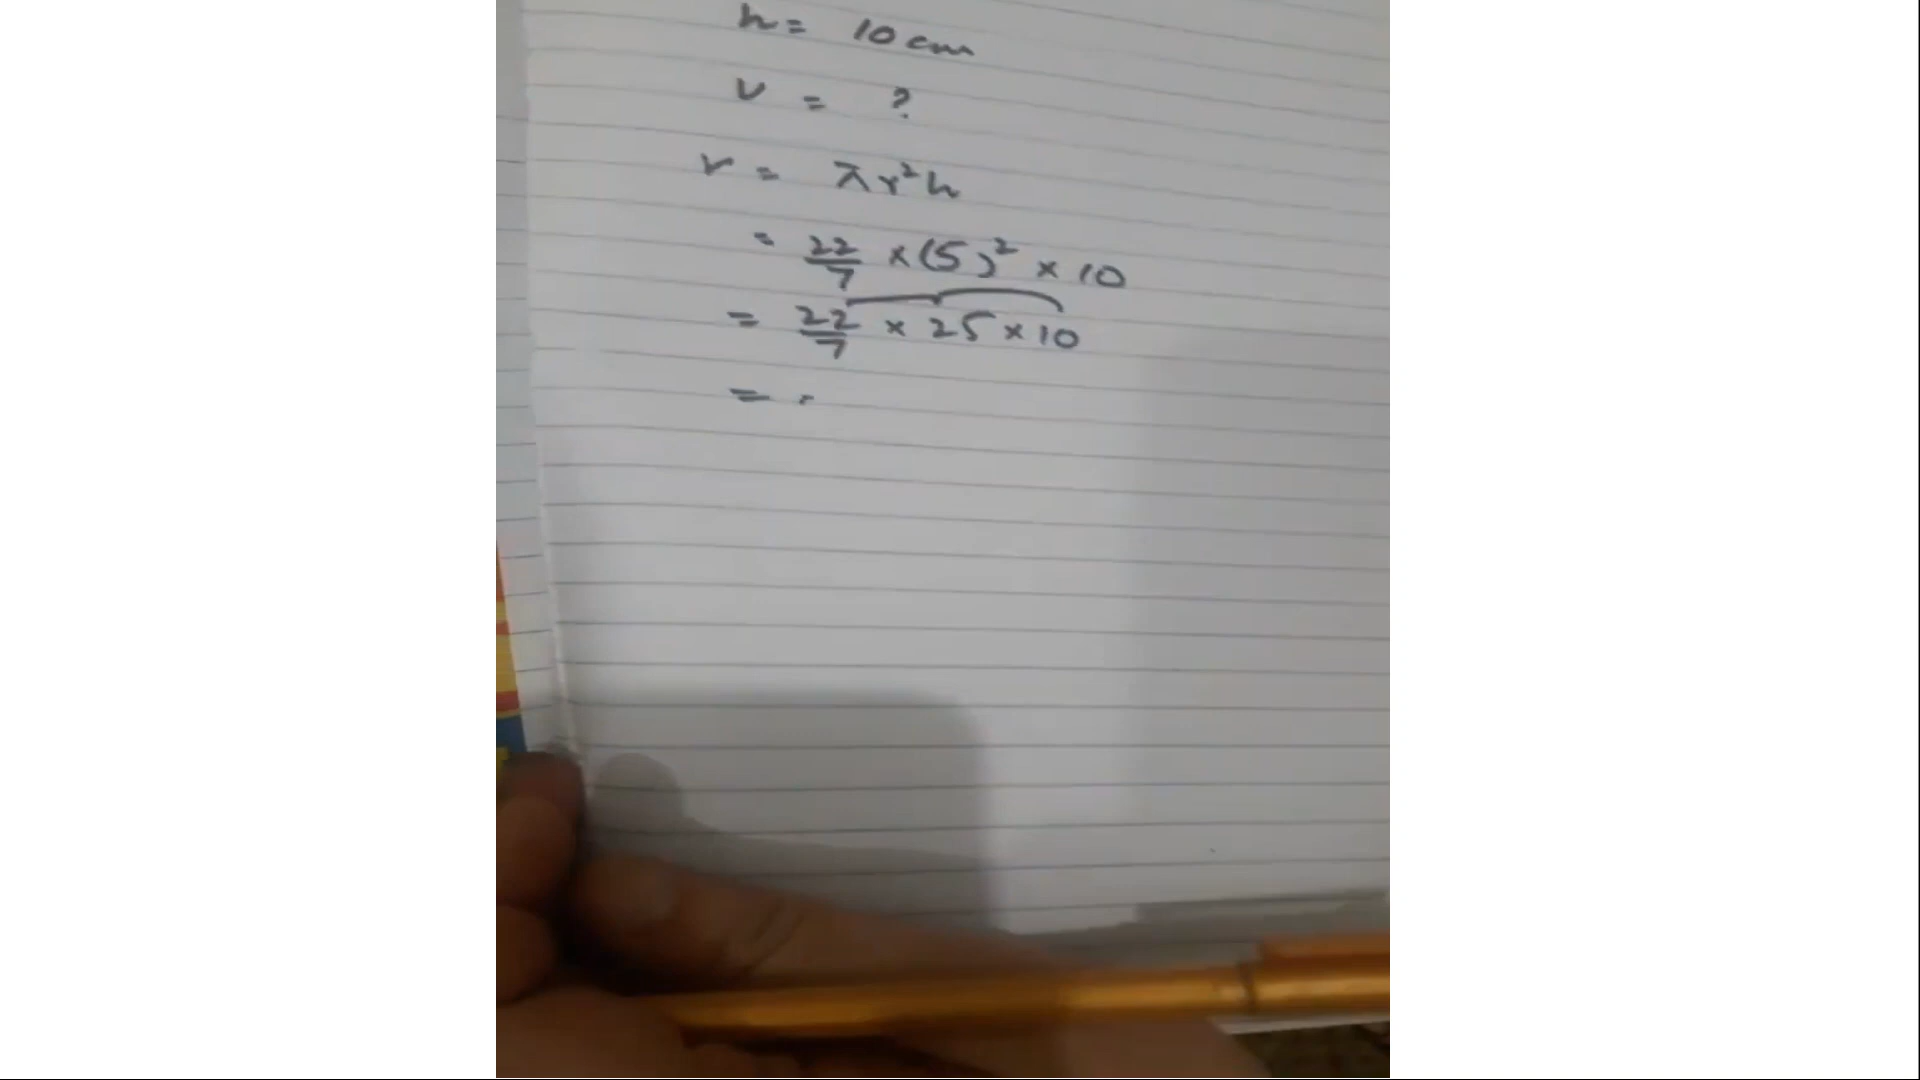 h = 10 cm
V = ?
V = πr²h
= 22/7 × (5)² × 10
= 22/7 × 25 × 10
=